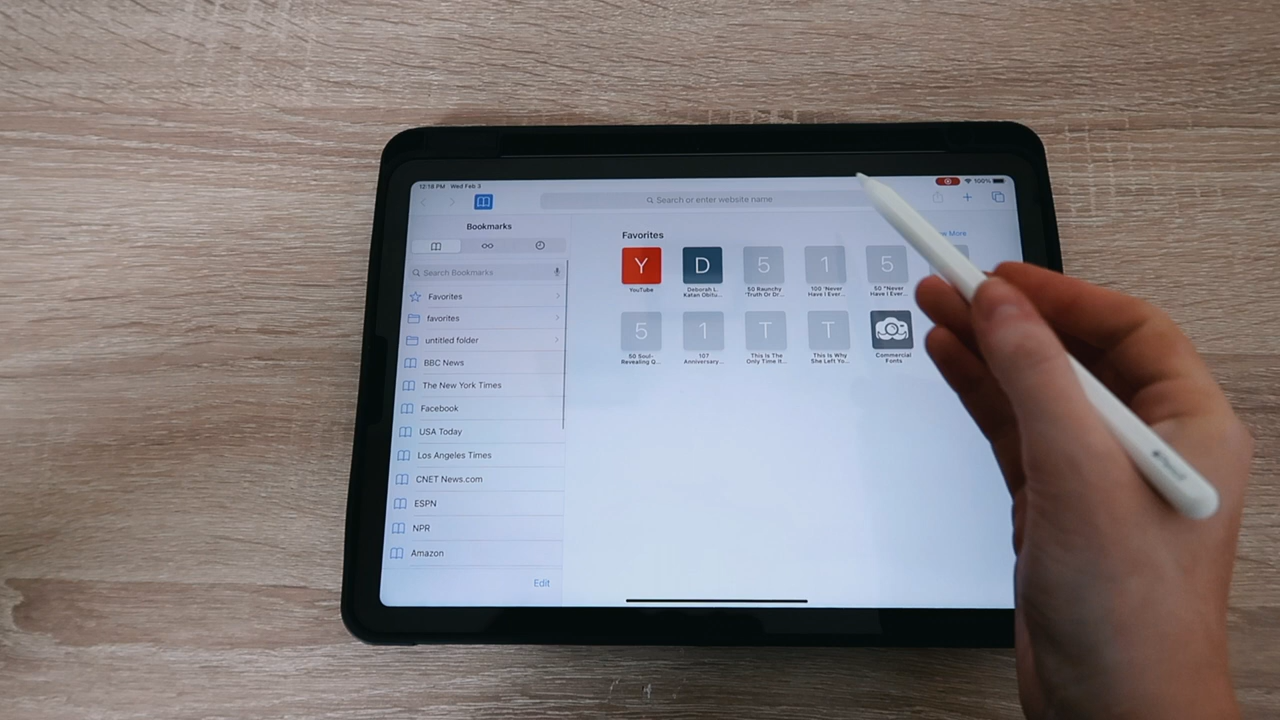 12:16 PM Wed Feb 3
100%
Search or enter website name
Bookmarks
Search Bookmarks
Favorites
favorites
untitled folder
BBC News
The New York Times
Facebook
USA Today
Los Angeles Times
CNET News.com
ESPN
NPR
Amazon
Edit
Favorites
More
Y
D
5
1
5
YouTube
Deborah L.
Katan Obitu...
50 Raunchy
'Truth Or Dr...
100 'Never
Have I Ever...
50 "Never
Have I Ever...
5
1
T
T
50 Soul-
Revealing Q...
107
Anniversary...
This Is The
Only Time It...
This Is Why
She Left Yo...
Commercial
Fonts
Pencil